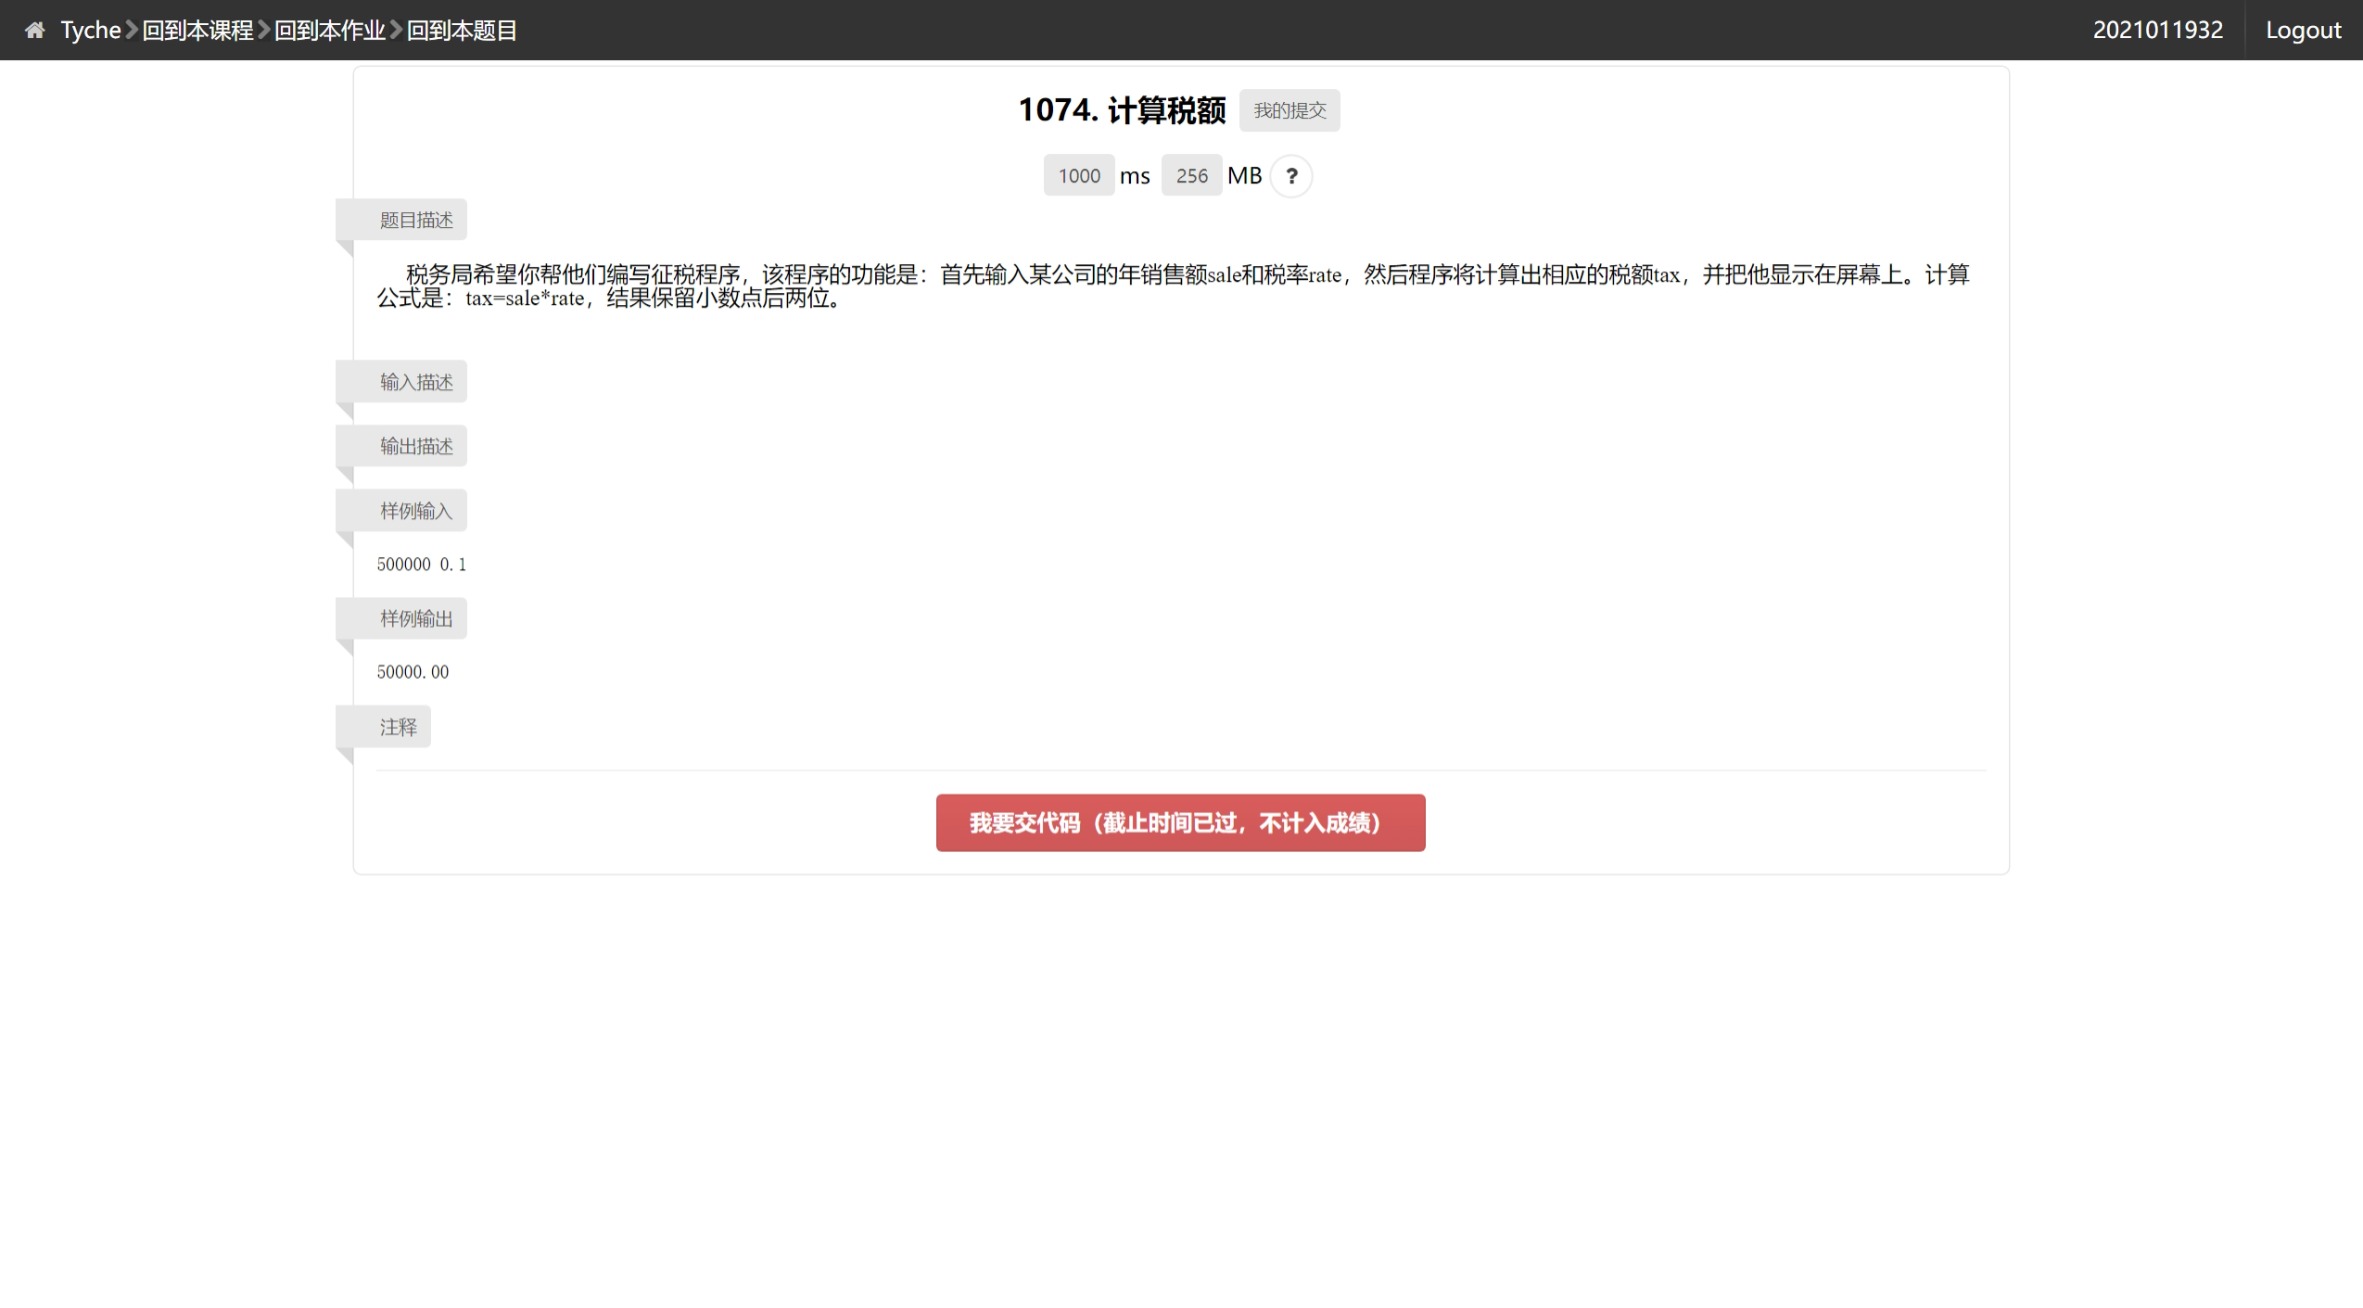 Tyche 回到本课程 回到本作业 回到本题目 2021011932 Logout
1074. 计算税额 我的提交
1000 ms 256 MB ?
题目描述
税务局希望你帮他们编写征税程序，该程序的功能是：首先输入某公司的年销售额sale和税率rate，然后程序将计算出相应的税额tax，并把他显示在屏幕上。计算
公式是：tax=sale*rate，结果保留小数点后两位。
输入描述
输出描述
样例输入
500000 0.1
样例输出
50000.00
注释
我要交代码（截止时间已过，不计入成绩）